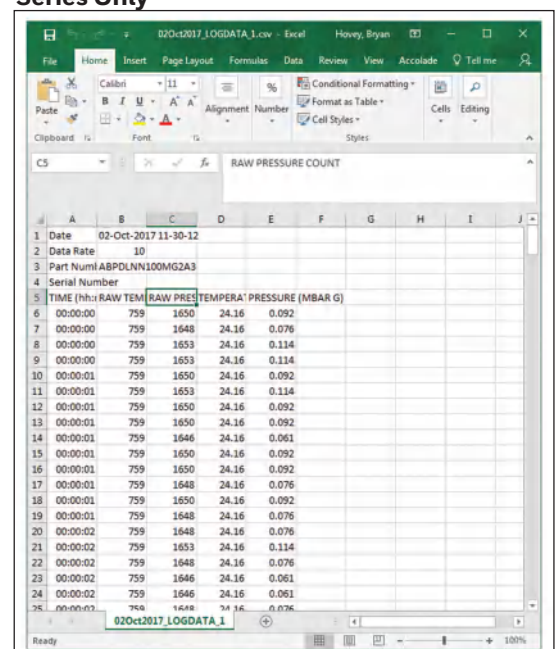 Series Only
02Oct2017_LOGDATA_1.csv - Excel Hovey, Bryan
File Home Insert Page Layout Formulas Data Review View Accolade Tell me
Paste
Calibri 11
B I U A A
Alignment Number
Conditional Formatting
Format as Table
Cell Styles
Cells Editing
Clipboard Font Styles
C5 fx RAW PRESSURE COUNT
A B C D E F G H I J
1 Date 02-Oct-2017 11-30-12
2 Data Rate 10
3 Part Numl ABPDLNN100MG2A3
4 Serial Number
5 TIME (hh:r RAW TEM RAW PRES TEMPERA PRESSURE (MBAR G)
6 00:00:00 759 1650 24.16 0.092
7 00:00:00 759 1648 24.16 0.076
8 00:00:00 759 1653 24.16 0.114
9 00:00:00 759 1653 24.16 0.114
10 00:00:01 759 1650 24.16 0.092
11 00:00:01 759 1653 24.16 0.114
12 00:00:01 759 1650 24.16 0.092
13 00:00:01 759 1650 24.16 0.092
14 00:00:01 759 1646 24.16 0.061
15 00:00:01 759 1650 24.16 0.092
16 00:00:01 759 1650 24.16 0.092
17 00:00:01 759 1648 24.16 0.076
18 00:00:01 759 1650 24.16 0.092
19 00:00:01 759 1648 24.16 0.076
20 00:00:02 759 1648 24.16 0.076
21 00:00:02 759 1653 24.16 0.114
22 00:00:02 759 1648 24.16 0.076
23 00:00:02 759 1646 24.16 0.061
24 00:00:02 759 1646 24.16 0.061
25 00:00:02 759 1648 24.16 0.076
02Oct2017_LOGDATA_1
Ready 100%